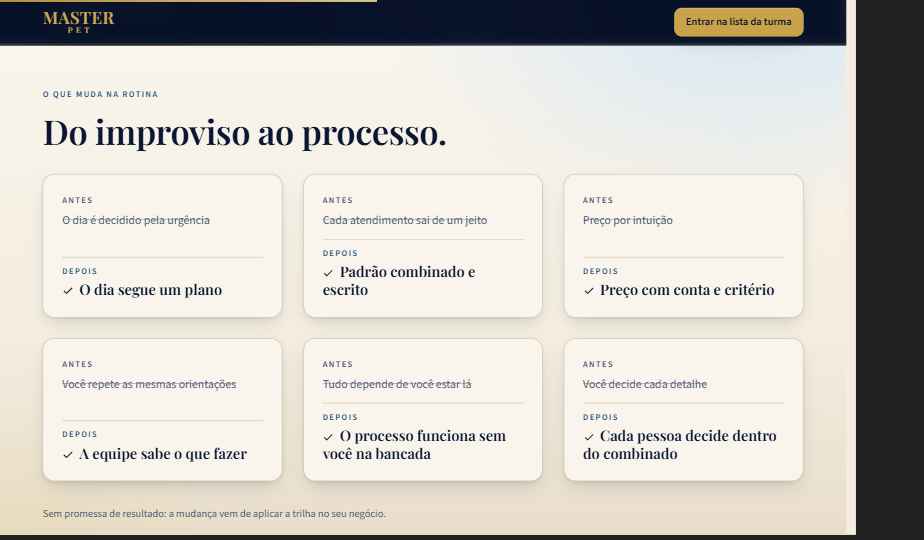 MASTER
PET
Entrar na lista da turma
O QUE MUDA NA ROTINA
Do improviso ao processo.
ANTES
O dia é decidido pela urgência
DEPOIS
✓ O dia segue um plano
ANTES
Cada atendimento sai de um jeito
DEPOIS
✓ Padrão combinado e
escrito
ANTES
Preço por intuição
DEPOIS
✓ Preço com conta e critério
ANTES
Você repete as mesmas orientações
DEPOIS
✓ A equipe sabe o que fazer
ANTES
Tudo depende de você estar lá
DEPOIS
✓ O processo funciona sem
você na bancada
ANTES
Você decide cada detalhe
DEPOIS
✓ Cada pessoa decide dentro
do combinado
Sem promessa de resultado: a mudança vem de aplicar a trilha no seu negócio.